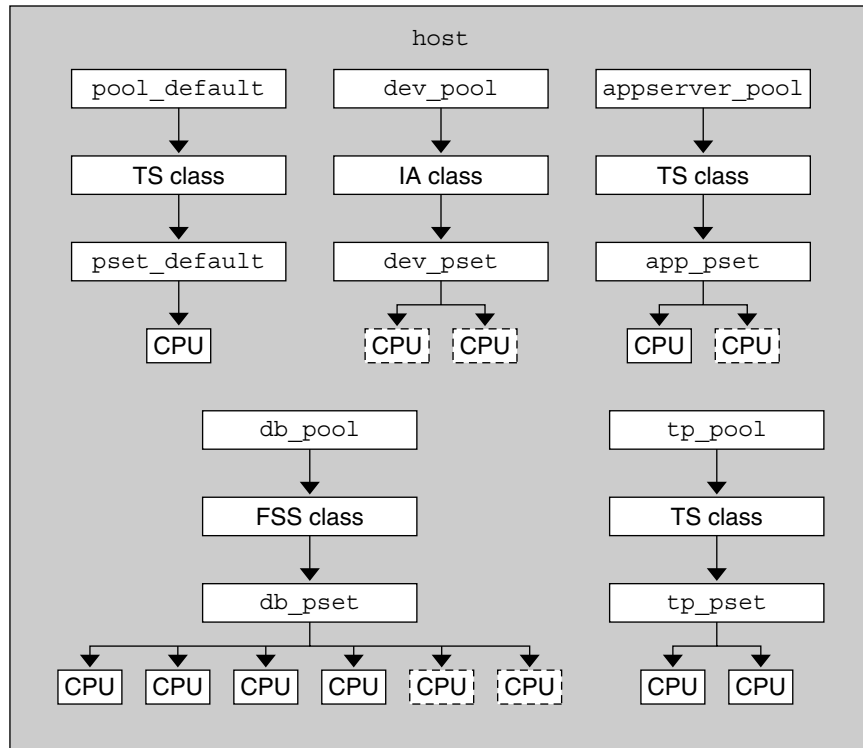 host
pool_default dev_pool appserver_pool
TS class IA class TS class
pset_default dev_pset app_pset
CPU CPU CPU CPU CPU
db_pool tp_pool
FSS class TS class
db_pset tp_pset
CPU CPU CPU CPU CPU CPU CPU CPU